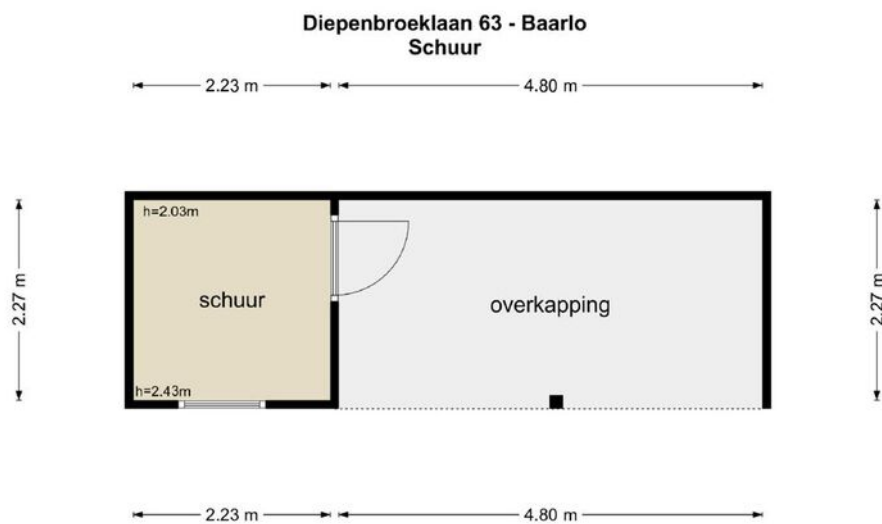 Diepenbroeklaan 63 - Baarlo
Schuur
2.23 m
4.80 m
h=2.03m
2.27 m
schuur
overkapping
2.27 m
h=2.43m
2.23 m
4.80 m